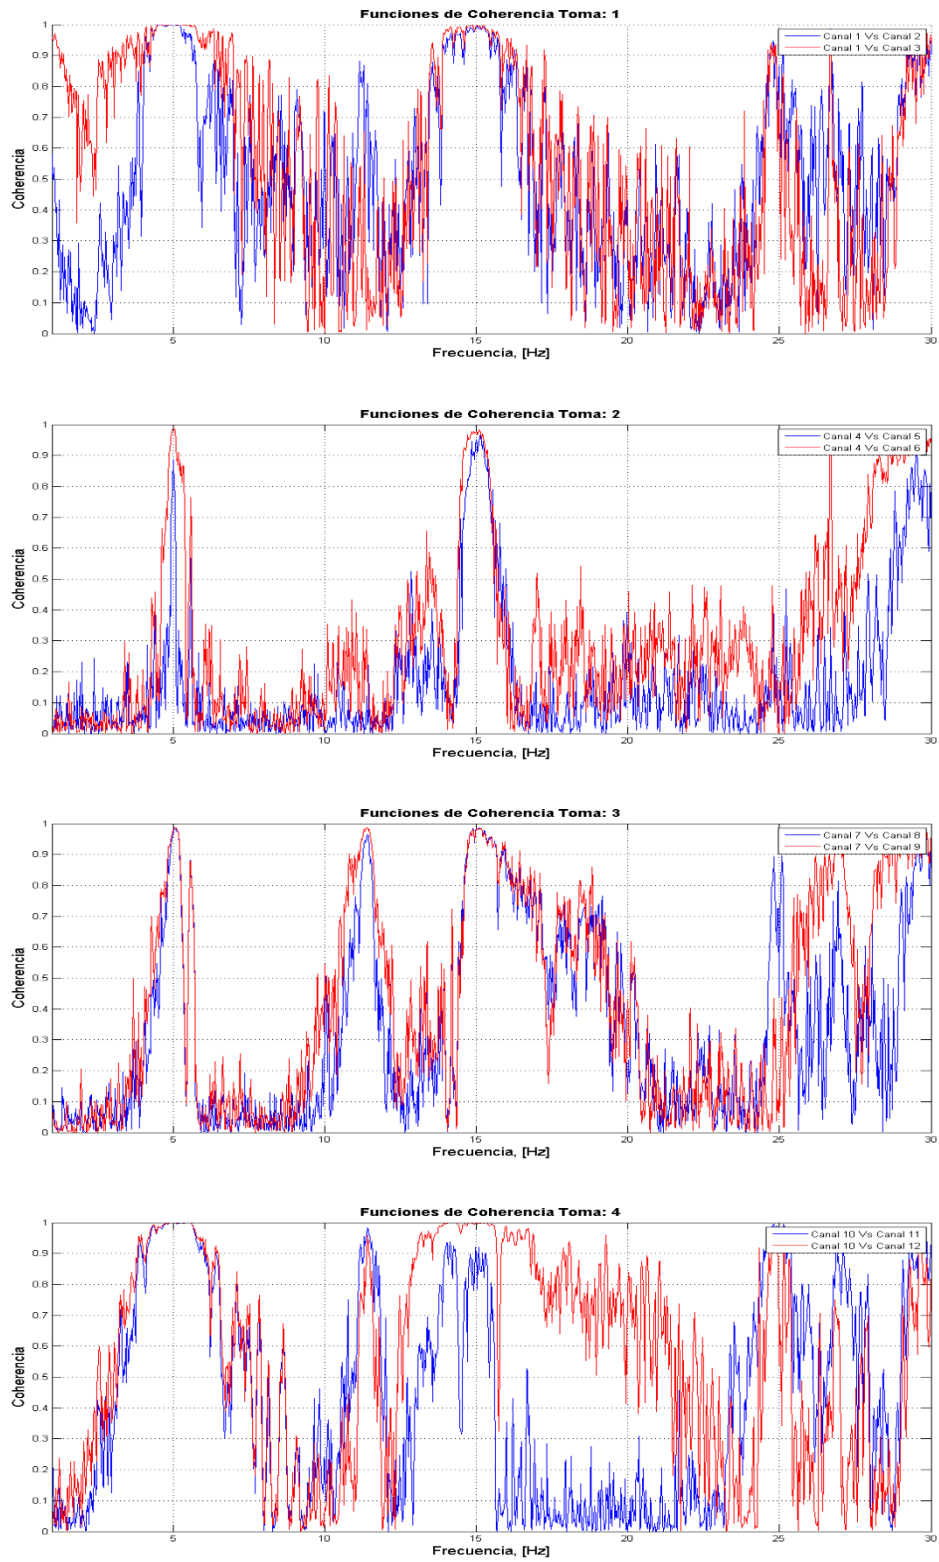 Funciones de Coherencia Toma: 1
Canal 1 Vs Canal 2
Canal 1 Vs Canal 3
Coherencia
1
0.9
0.8
0.7
0.6
0.5
0.4
0.3
0.2
0.1
0
5 10 15 20 25 30
Frecuencia, [Hz]
Funciones de Coherencia Toma: 2
Canal 4 Vs Canal 5
Canal 4 Vs Canal 6
Coherencia
1
0.9
0.8
0.7
0.6
0.5
0.4
0.3
0.2
0.1
0
5 10 15 20 25 30
Frecuencia, [Hz]
Funciones de Coherencia Toma: 3
Canal 7 Vs Canal 8
Canal 7 Vs Canal 9
Coherencia
1
0.9
0.8
0.7
0.6
0.5
0.4
0.3
0.2
0.1
0
5 10 15 20 25 30
Frecuencia, [Hz]
Funciones de Coherencia Toma: 4
Canal 10 Vs Canal 11
Canal 10 Vs Canal 12
Coherencia
1
0.9
0.8
0.7
0.6
0.5
0.4
0.3
0.2
0.1
0
5 10 15 20 25 30
Frecuencia, [Hz]